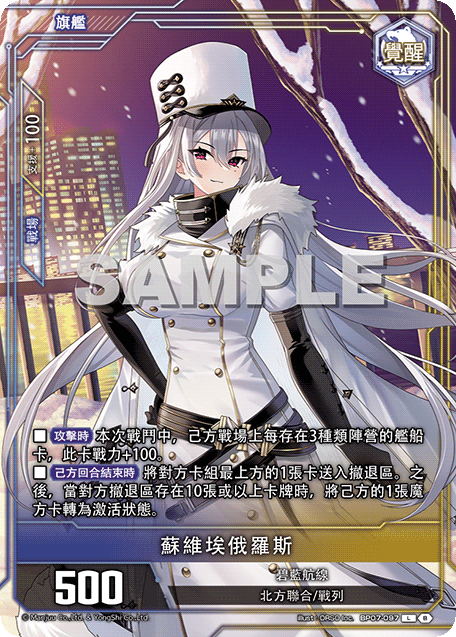 旗艦
覺醒
支援+100
戰場
SAMPLE
■ 攻擊時 本次戰鬥中，己方戰場上每存在3種類陣營的艦船
卡，此卡戰力+100。
■ 己方回合結束時 將對方卡組最上方的1張卡送入撤退區。之
後，當對方撤退區存在10張或以上卡牌時，將己方的1張魔
方卡轉為激活狀態。
蘇維埃俄羅斯
500
碧藍航線
北方聯合/戰列
© Manjuu Co.,Ltd. & YongShi Co.,Ltd.
BP07-097 L